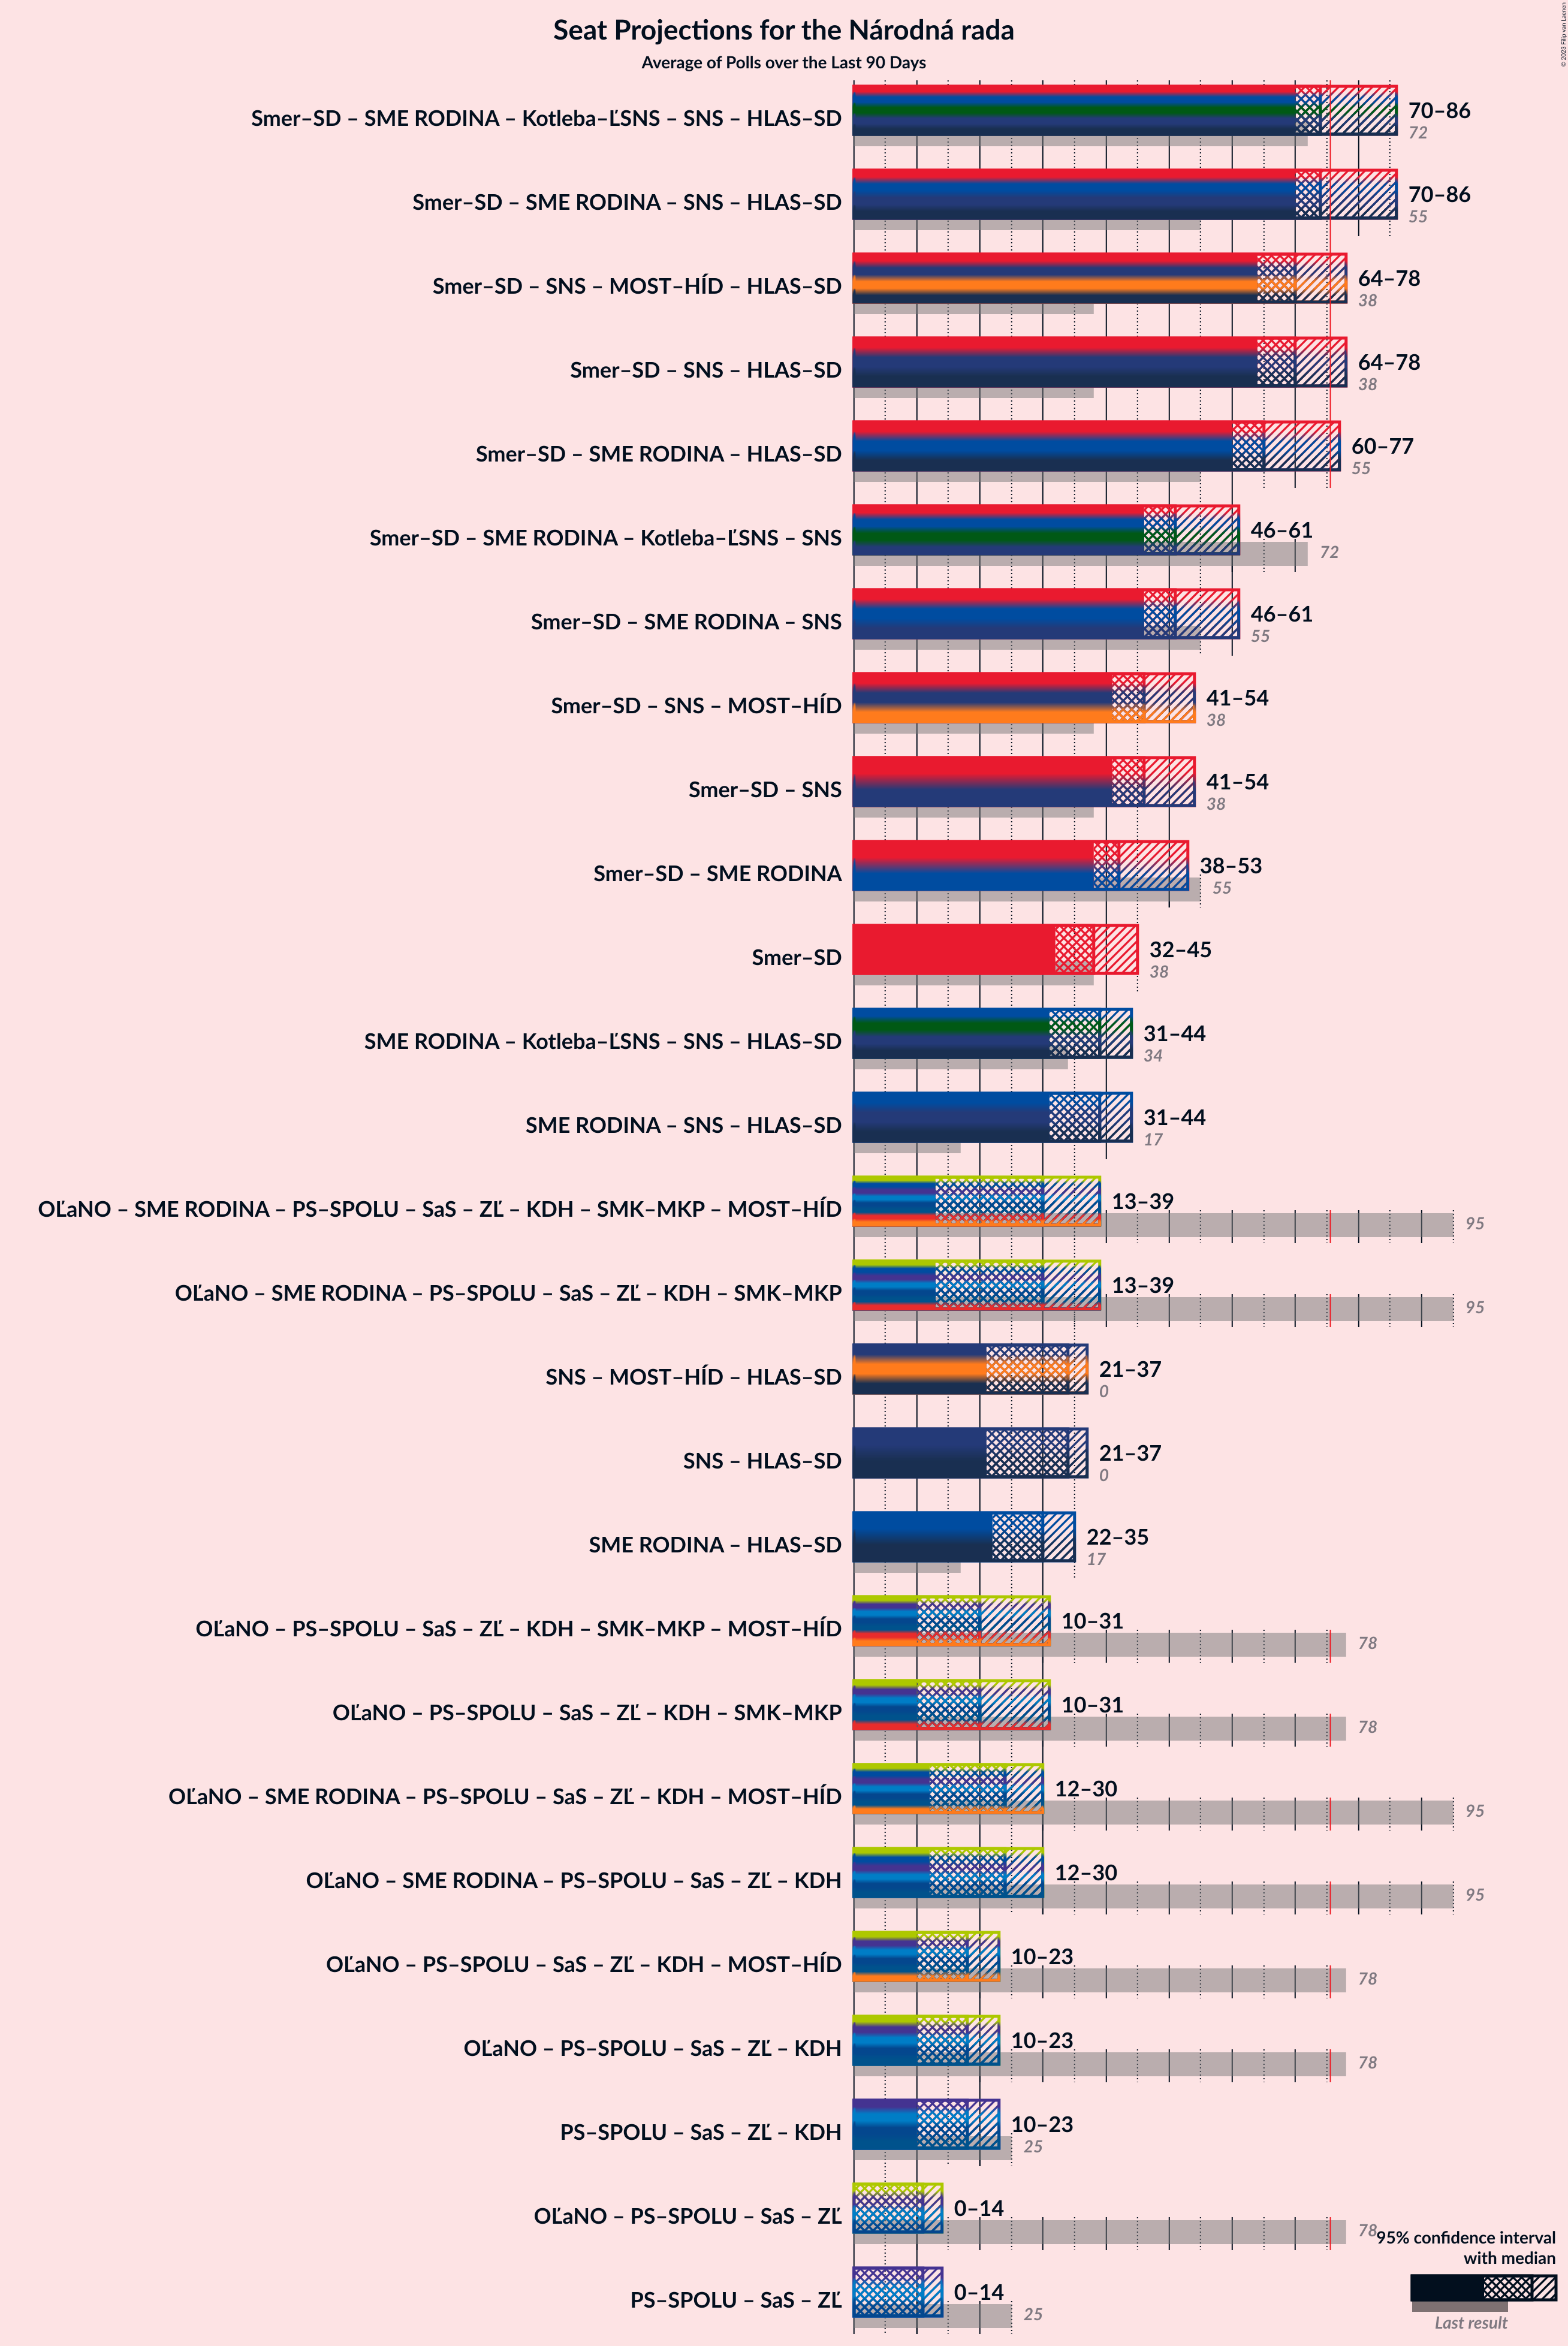 Seat Projections for the Národná rada
Average of Polls over the Last 90 Days
© 2023 Filip van Laenen
Smer–SD – SME RODINA – Kotleba–ĽSNS – SNS – HLAS–SD
70–86
72
Smer–SD – SME RODINA – SNS – HLAS–SD
70–86
55
Smer–SD – SNS – MOST–HÍD – HLAS–SD
64–78
38
Smer–SD – SNS – HLAS–SD
64–78
38
Smer–SD – SME RODINA – HLAS–SD
60–77
55
Smer–SD – SME RODINA – Kotleba–ĽSNS – SNS
46–61
72
Smer–SD – SME RODINA – SNS
46–61
55
Smer–SD – SNS – MOST–HÍD
41–54
38
Smer–SD – SNS
41–54
38
Smer–SD – SME RODINA
38–53
55
Smer–SD
32–45
38
SME RODINA – Kotleba–ĽSNS – SNS – HLAS–SD
31–44
34
SME RODINA – SNS – HLAS–SD
31–44
17
OĽaNO – SME RODINA – PS–SPOLU – SaS – ZĽ – KDH – SMK–MKP – MOST–HÍD
13–39
95
OĽaNO – SME RODINA – PS–SPOLU – SaS – ZĽ – KDH – SMK–MKP
13–39
95
SNS – MOST–HÍD – HLAS–SD
21–37
0
SNS – HLAS–SD
21–37
0
SME RODINA – HLAS–SD
22–35
17
OĽaNO – PS–SPOLU – SaS – ZĽ – KDH – SMK–MKP – MOST–HÍD
10–31
78
OĽaNO – PS–SPOLU – SaS – ZĽ – KDH – SMK–MKP
10–31
78
OĽaNO – SME RODINA – PS–SPOLU – SaS – ZĽ – KDH – MOST–HÍD
12–30
95
OĽaNO – SME RODINA – PS–SPOLU – SaS – ZĽ – KDH
12–30
95
OĽaNO – PS–SPOLU – SaS – ZĽ – KDH – MOST–HÍD
10–23
78
OĽaNO – PS–SPOLU – SaS – ZĽ – KDH
10–23
78
PS–SPOLU – SaS – ZĽ – KDH
10–23
25
OĽaNO – PS–SPOLU – SaS – ZĽ
0–14
78
PS–SPOLU – SaS – ZĽ
0–14
25
95% confidence interval
with median
Last result